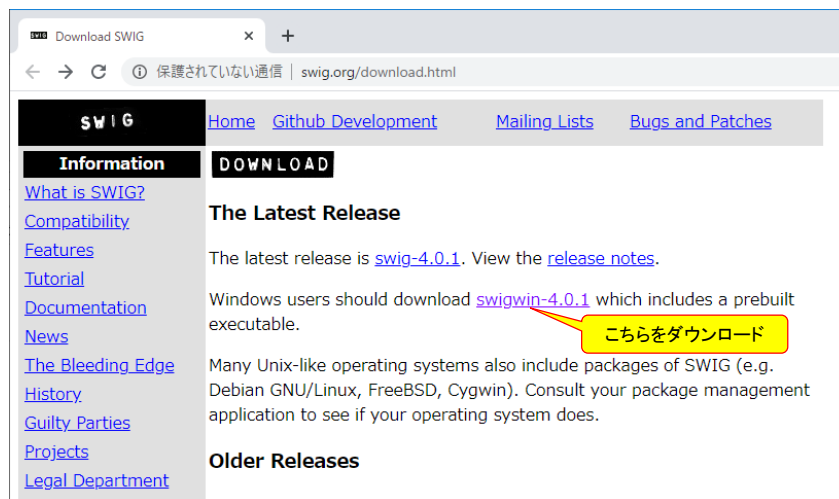 SWIG Download SWIG
保護されていない通信 | swig.org/download.html
SWIG
Home Github Development Mailing Lists Bugs and Patches
Information
What is SWIG?
Compatibility
Features
Tutorial
Documentation
News
The Bleeding Edge
History
Guilty Parties
Projects
Legal Department
DOWNLOAD
The Latest Release
The latest release is swig-4.0.1. View the release notes.
Windows users should download swigwin-4.0.1 which includes a prebuilt
executable.
こちらをダウンロード
Many Unix-like operating systems also include packages of SWIG (e.g.
Debian GNU/Linux, FreeBSD, Cygwin). Consult your package management
application to see if your operating system does.
Older Releases